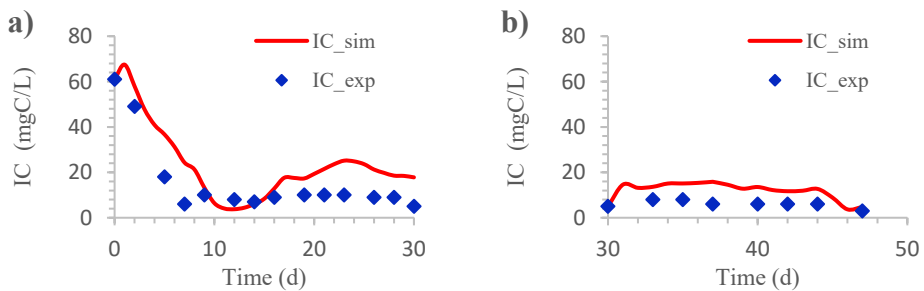 a)
80
60
40
20
0
IC (mgC/L)
0 10 20 30
Time (d)
IC_sim
IC_exp
b)
80
60
40
20
0
IC (mgC/L)
30 40 50
Time (d)
IC_sim
IC_exp